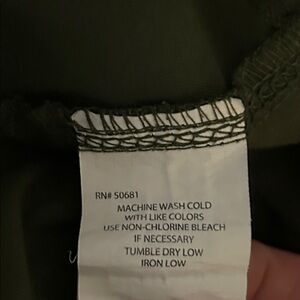 RN# 50681
MACHINE WASH COLD
WITH LIKE COLORS
USE NON-CHLORINE BLEACH
IF NECESSARY
TUMBLE DRY LOW
IRON LOW